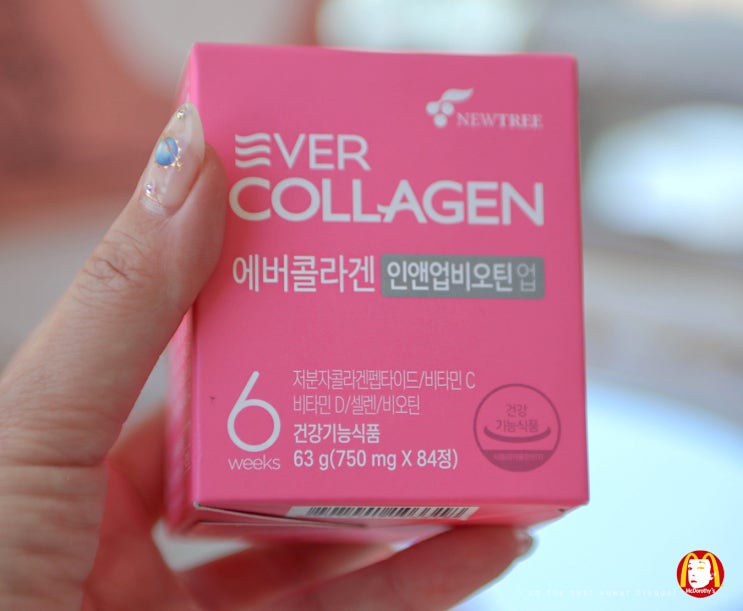 NEWTREE
EVER
COLLAGEN
에버콜라겐 인앤업비오틴 업
저분자콜라겐펩타이드/비타민 C
비타민 D/셀렌/비오틴
건강기능식품
6
weeks
63 g(750 mg X 84정)
건강
기능식품
McDorothy's